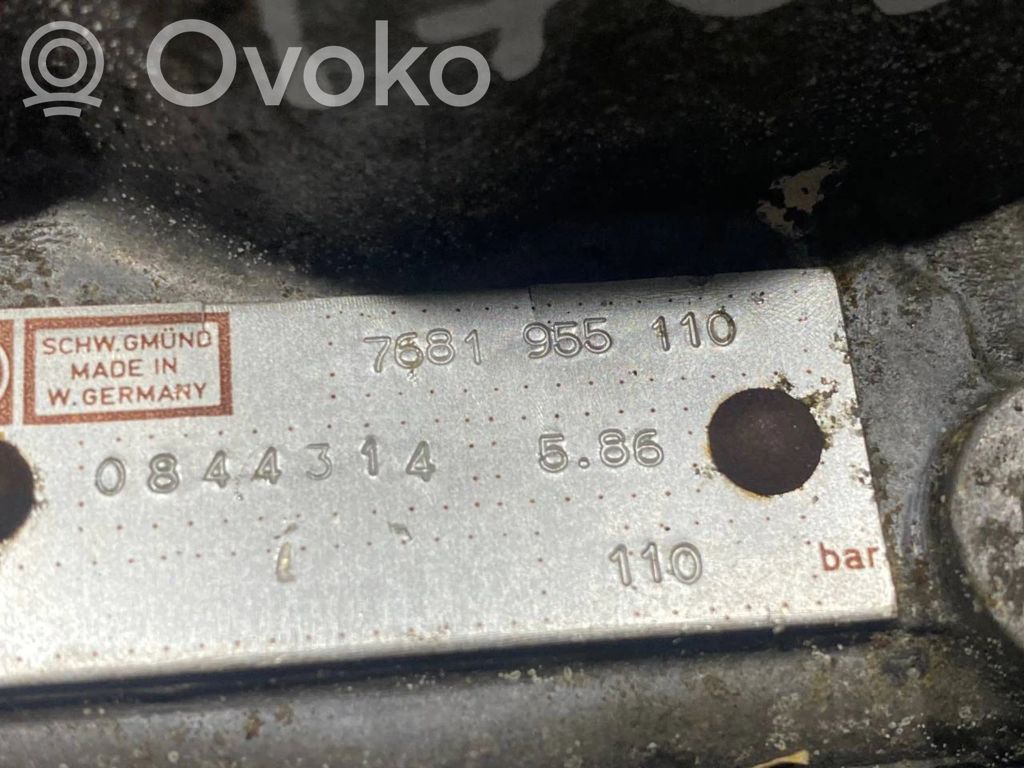 Ovoko
SCHW.GMÜND
MADE IN
W. GERMANY
7681 955 110
0844314 5.86
110 bar